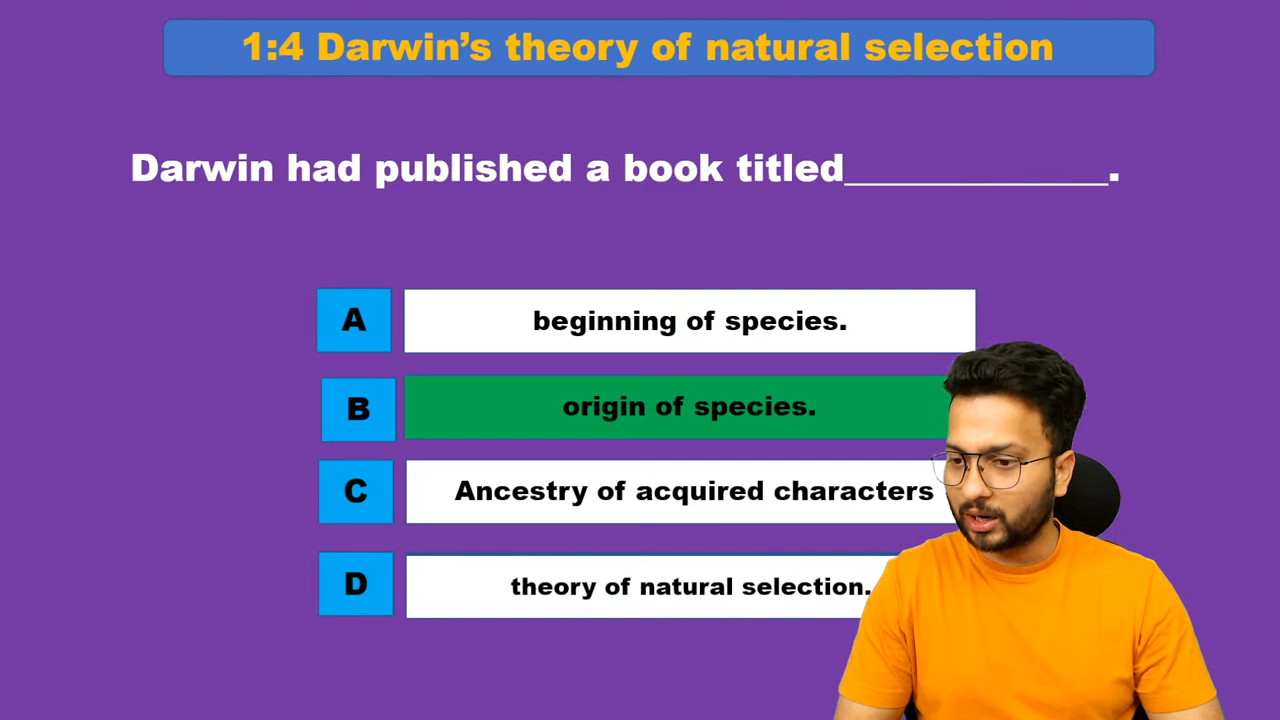 1:4 Darwin’s theory of natural selection
Darwin had published a book titled______________.
A beginning of species.
B origin of species.
C Ancestry of acquired characters
D theory of natural selection.